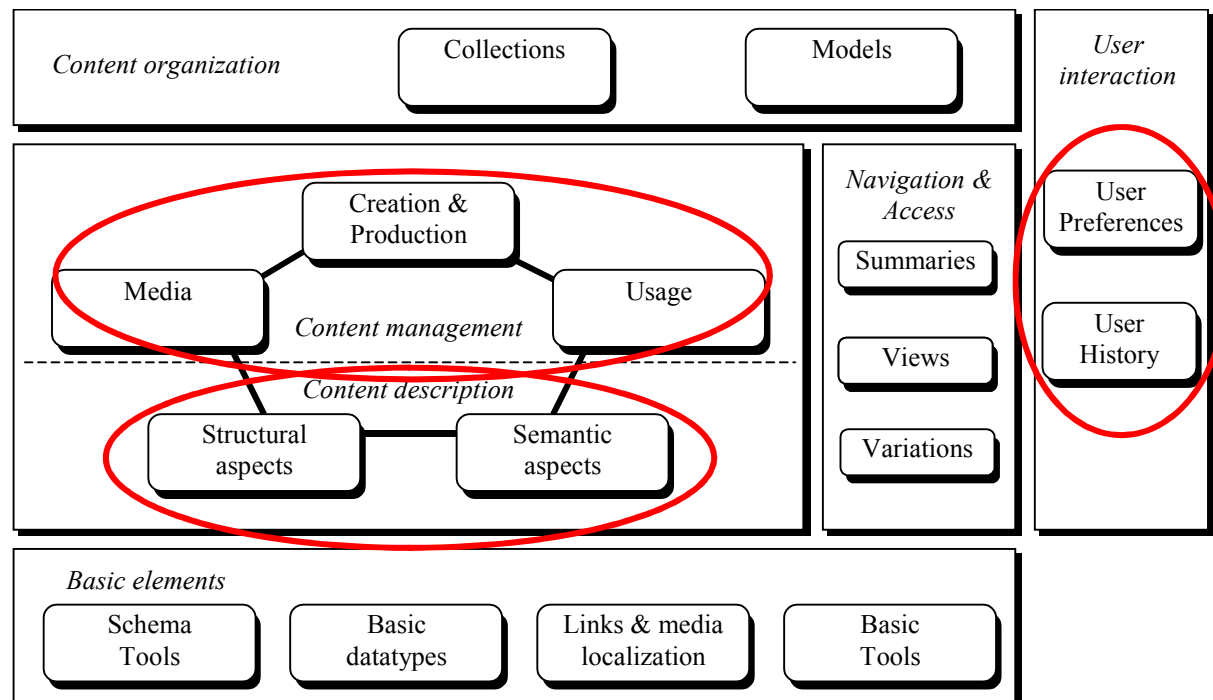 Content organization
Collections
Models
User
interaction
User
Preferences
User
History
Creation &
Production
Media
Usage
Content management
Content description
Structural
aspects
Semantic
aspects
Navigation &
Access
Summaries
Views
Variations
Basic elements
Schema
Tools
Basic
datatypes
Links & media
localization
Basic
Tools